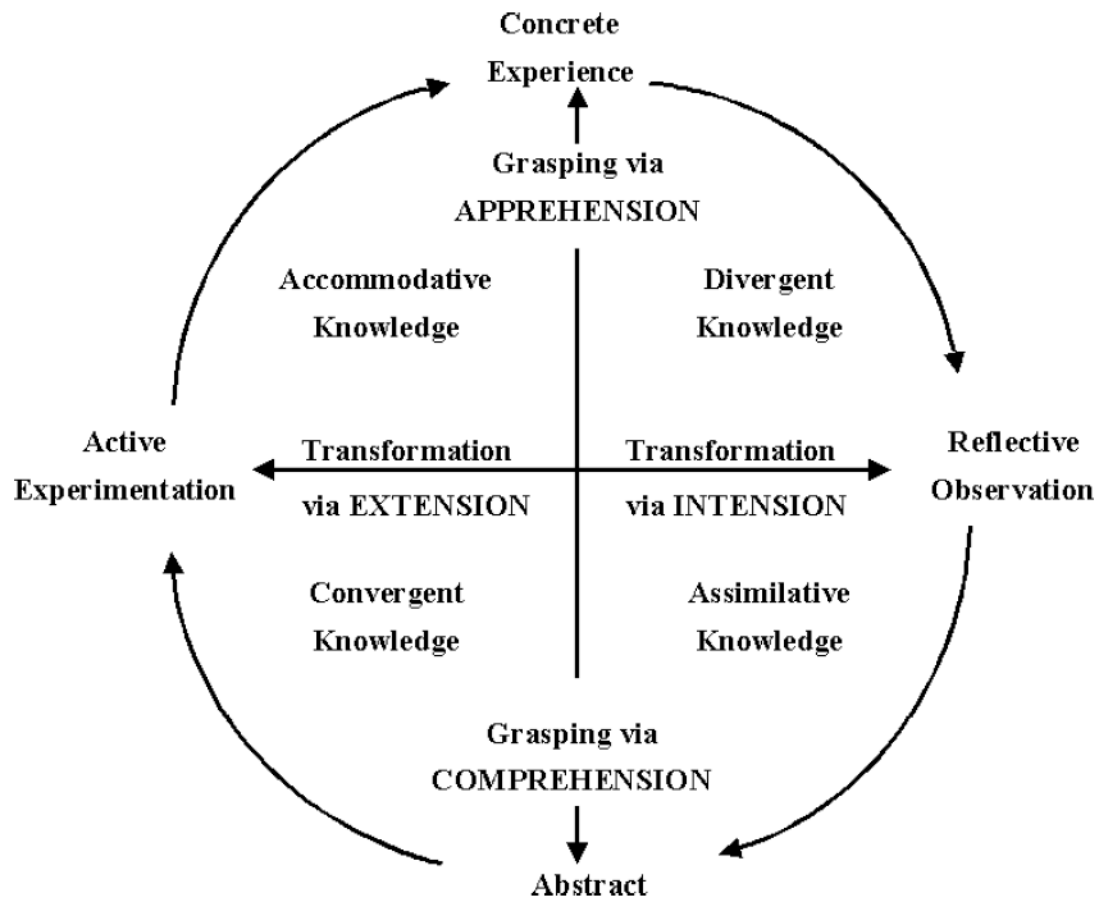 Concrete
Experience
Grasping via
APPREHENSION
Accommodative
Knowledge
Divergent
Knowledge
Active
Experimentation
Transformation
via EXTENSION
Transformation
via INTENSION
Reflective
Observation
Convergent
Knowledge
Assimilative
Knowledge
Grasping via
COMPREHENSION
Abstract